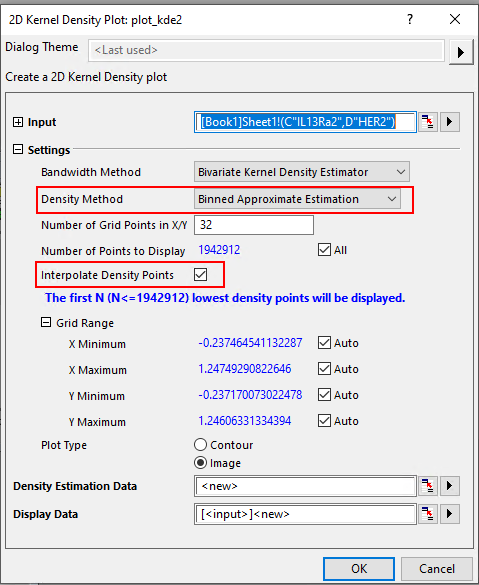 2D Kernel Density Plot: plot_kde2 ? ×
Dialog Theme <Last used>
Create a 2D Kernel Density plot
Input [Book1]Sheet1!(C"IL13Ra2",D"HER2")
Settings
Bandwidth Method Bivariate Kernel Density Estimator
Density Method Binned Approximate Estimation
Number of Grid Points in X/Y 32
Number of Points to Display 1942912 All
Interpolate Density Points
The first N (N<=1942912) lowest density points will be displayed.
Grid Range
X Minimum -0.237464541132287 Auto
X Maximum 1.24749290822646 Auto
Y Minimum -0.237170073022478 Auto
Y Maximum 1.24606331334394 Auto
Plot Type Contour
Image
Density Estimation Data <new>
Display Data [<input>]<new>
OK Cancel